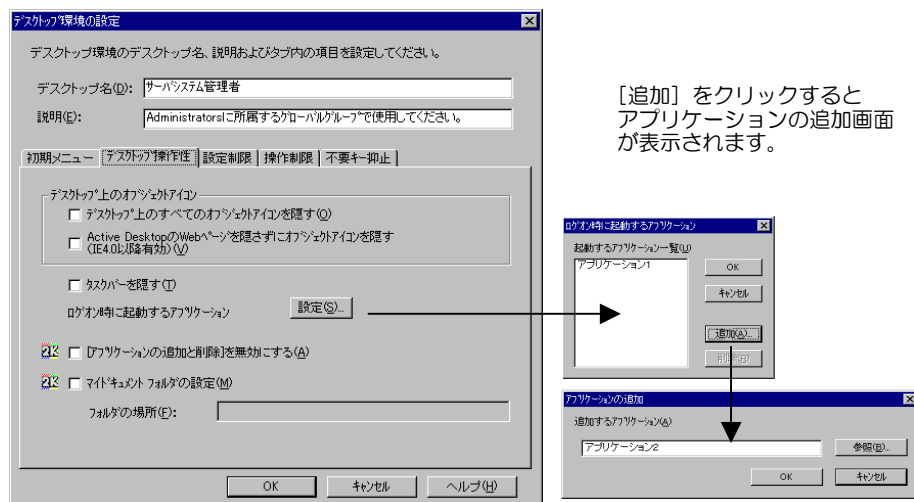 デスクトップ環境の設定
デスクトップ環境のデスクトップ名、説明およびタブ内の項目を設定してください。
デスクトップ名(D): サーバシステム管理者
説明(E): Administratorsに所属するグローバルグループで使用してください。
初期メニュー デスクトップ操作性 設定制限 操作制限 不要キー抑止
デスクトップ上のオブジェクトアイコン
デスクトップ上のすべてのオブジェクトアイコンを隠す(O)
Active DesktopのWebページを隠さずにオブジェクトアイコンを隠す
(IE4.0以降有効)(V)
タスクバーを隠す(T)
ログオン時に起動するアプリケーション 設定(S)...
[アプリケーションの追加と削除]を無効にする(A)
マイドキュメント フォルダの設定(M)
フォルダの場所(F):
OK キャンセル ヘルプ(H)
[追加] をクリックすると
アプリケーションの追加画面
が表示されます。
ログオン時に起動するアプリケーション
起動するアプリケーション一覧(U)
アプリケーション1
OK
キャンセル
追加(A)...
削除(R)
アプリケーションの追加
追加するアプリケーション(A)
アプリケーション2
参照(B)...
OK キャンセル